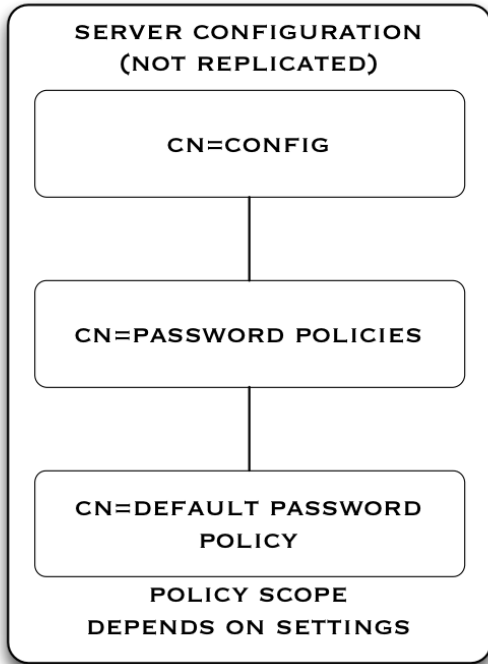 SERVER CONFIGURATION
(NOT REPLICATED)
CN=CONFIG
CN=PASSWORD POLICIES
CN=DEFAULT PASSWORD
POLICY
POLICY SCOPE
DEPENDS ON SETTINGS